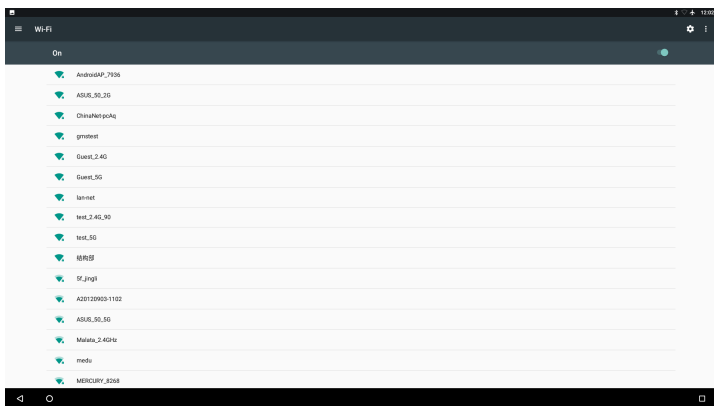 12:02
Wi-Fi
On
AndroidAP_7936
ASUS_50_2G
ChinaNet-pcAq
gmstest
Guest_2.4G
Guest_5G
lan-net
test_2.4G_90
test_5G
结构部
5f_jingli
A20120903-1102
ASUS_50_5G
Malata_2.4GHz
medu
MERCURY_8268